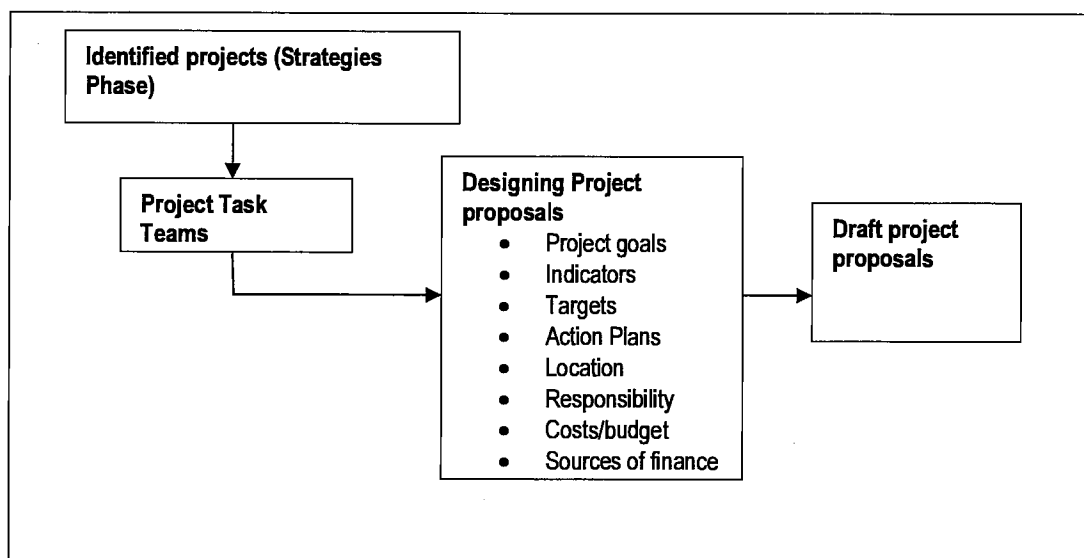 Identified projects (Strategies
Phase)
Project Task
Teams
Designing Project
proposals
• Project goals
• Indicators
• Targets
• Action Plans
• Location
• Responsibility
• Costs/budget
• Sources of finance
Draft project
proposals